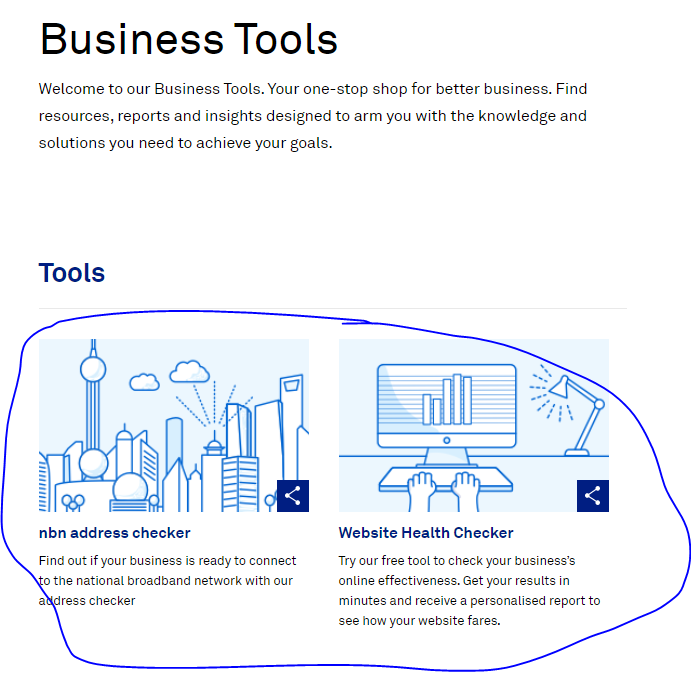 Business Tools
Welcome to our Business Tools. Your one-stop shop for better business. Find
resources, reports and insights designed to arm you with the knowledge and
solutions you need to achieve your goals.
Tools
nbn address checker
Find out if your business is ready to connect
to the national broadband network with our
address checker
Website Health Checker
Try our free tool to check your business's
online effectiveness. Get your results in
minutes and receive a personalised report to
see how your website fares.